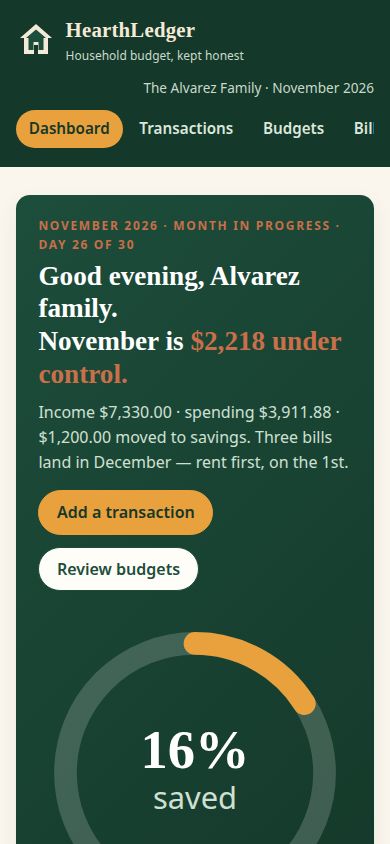 HearthLedger
Household budget, kept honest
The Alvarez Family · November 2026
Dashboard Transactions Budgets Bil
NOVEMBER 2026 · MONTH IN PROGRESS ·
DAY 26 OF 30
Good evening, Alvarez
family.
November is $2,218 under
control.
Income $7,330.00 · spending $3,911.88 ·
$1,200.00 moved to savings. Three bills
land in December — rent first, on the 1st.
Add a transaction
Review budgets
16%
saved